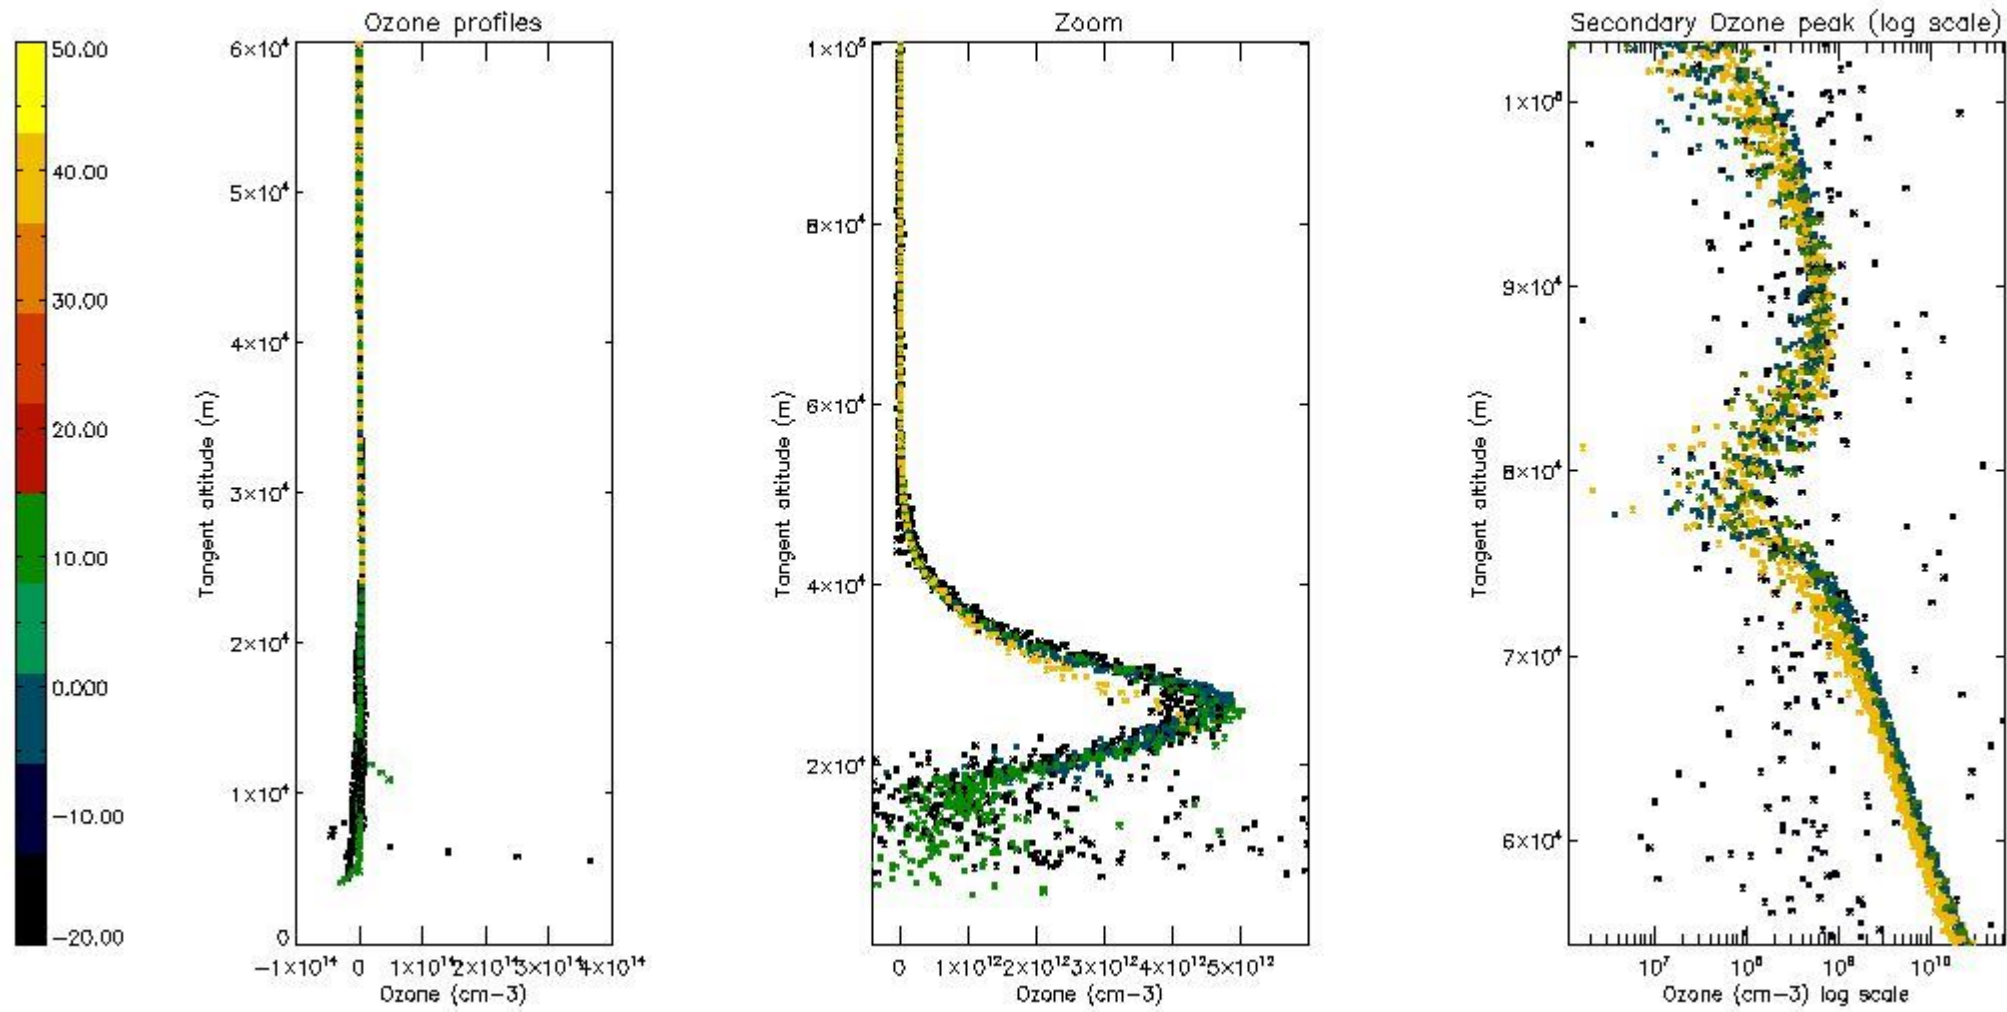 Ozone profiles
Zoom
Secondary Ozone peak (log scale)
50.00
40.00
30.00
20.00
10.00
0.000
−10.00
−20.00
Tangent altitude (m)
6×10⁴
5×10⁴
4×10⁴
3×10⁴
2×10⁴
1×10⁴
0
−1×10¹⁴ 0 1×10¹⁴ 2×10¹⁴ 3×10¹⁴ 4×10¹⁴
Ozone (cm−3)
Tangent altitude (m)
1×10⁵
8×10⁴
6×10⁴
4×10⁴
2×10⁴
0 1×10¹² 2×10¹² 3×10¹² 4×10¹² 5×10¹²
Ozone (cm−3)
Tangent altitude (m)
1×10⁵
9×10⁴
8×10⁴
7×10⁴
6×10⁴
10⁷ 10⁸ 10⁹ 10¹⁰
Ozone (cm−3) log scale